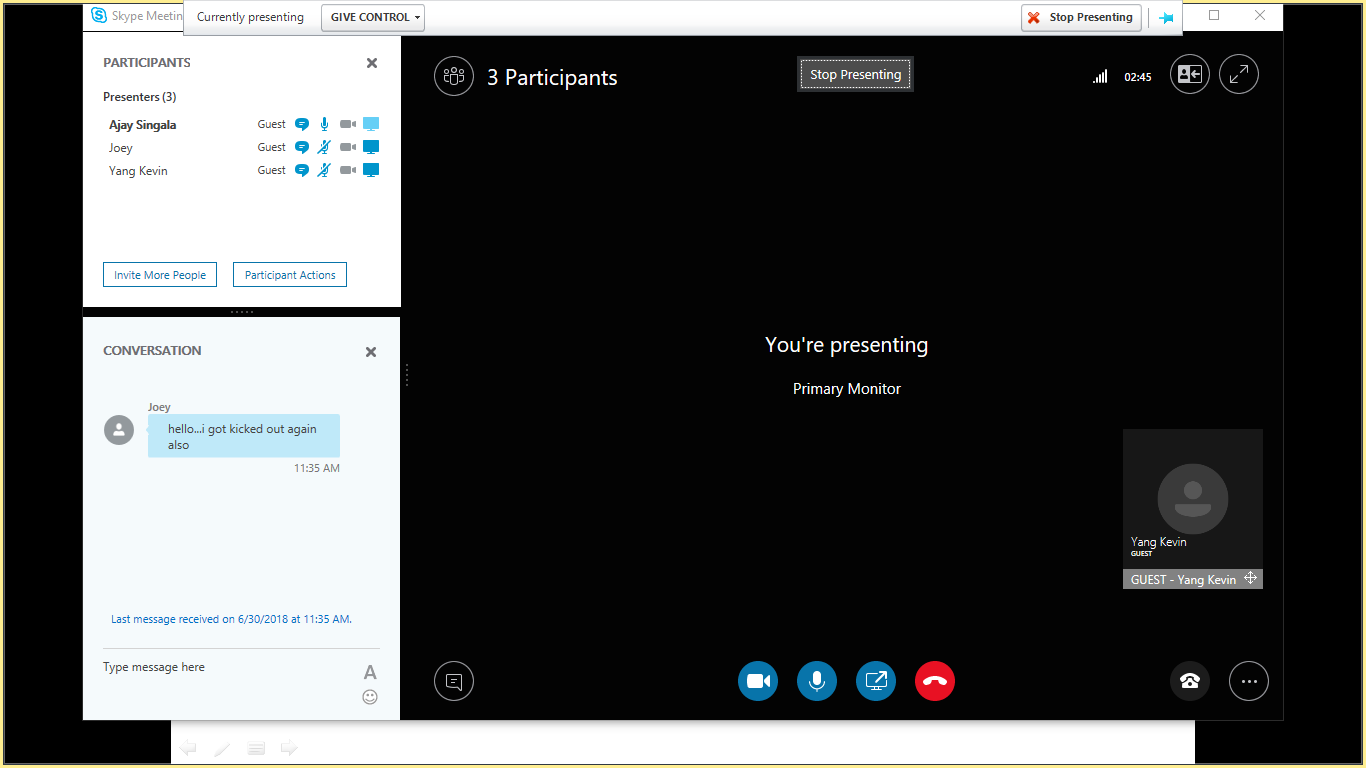 Skype Meetin
Currently presenting
GIVE CONTROL
Stop Presenting
PARTICIPANTS
Presenters (3)
Ajay Singala Guest
Joey Guest
Yang Kevin Guest
Invite More People
Participant Actions
3 Participants
Stop Presenting
02:45
CONVERSATION
Joey
hello...i got kicked out again
also
11:35 AM
Last message received on 6/30/2018 at 11:35 AM.
Type message here
A
You're presenting
Primary Monitor
Yang Kevin
GUEST
GUEST - Yang Kevin